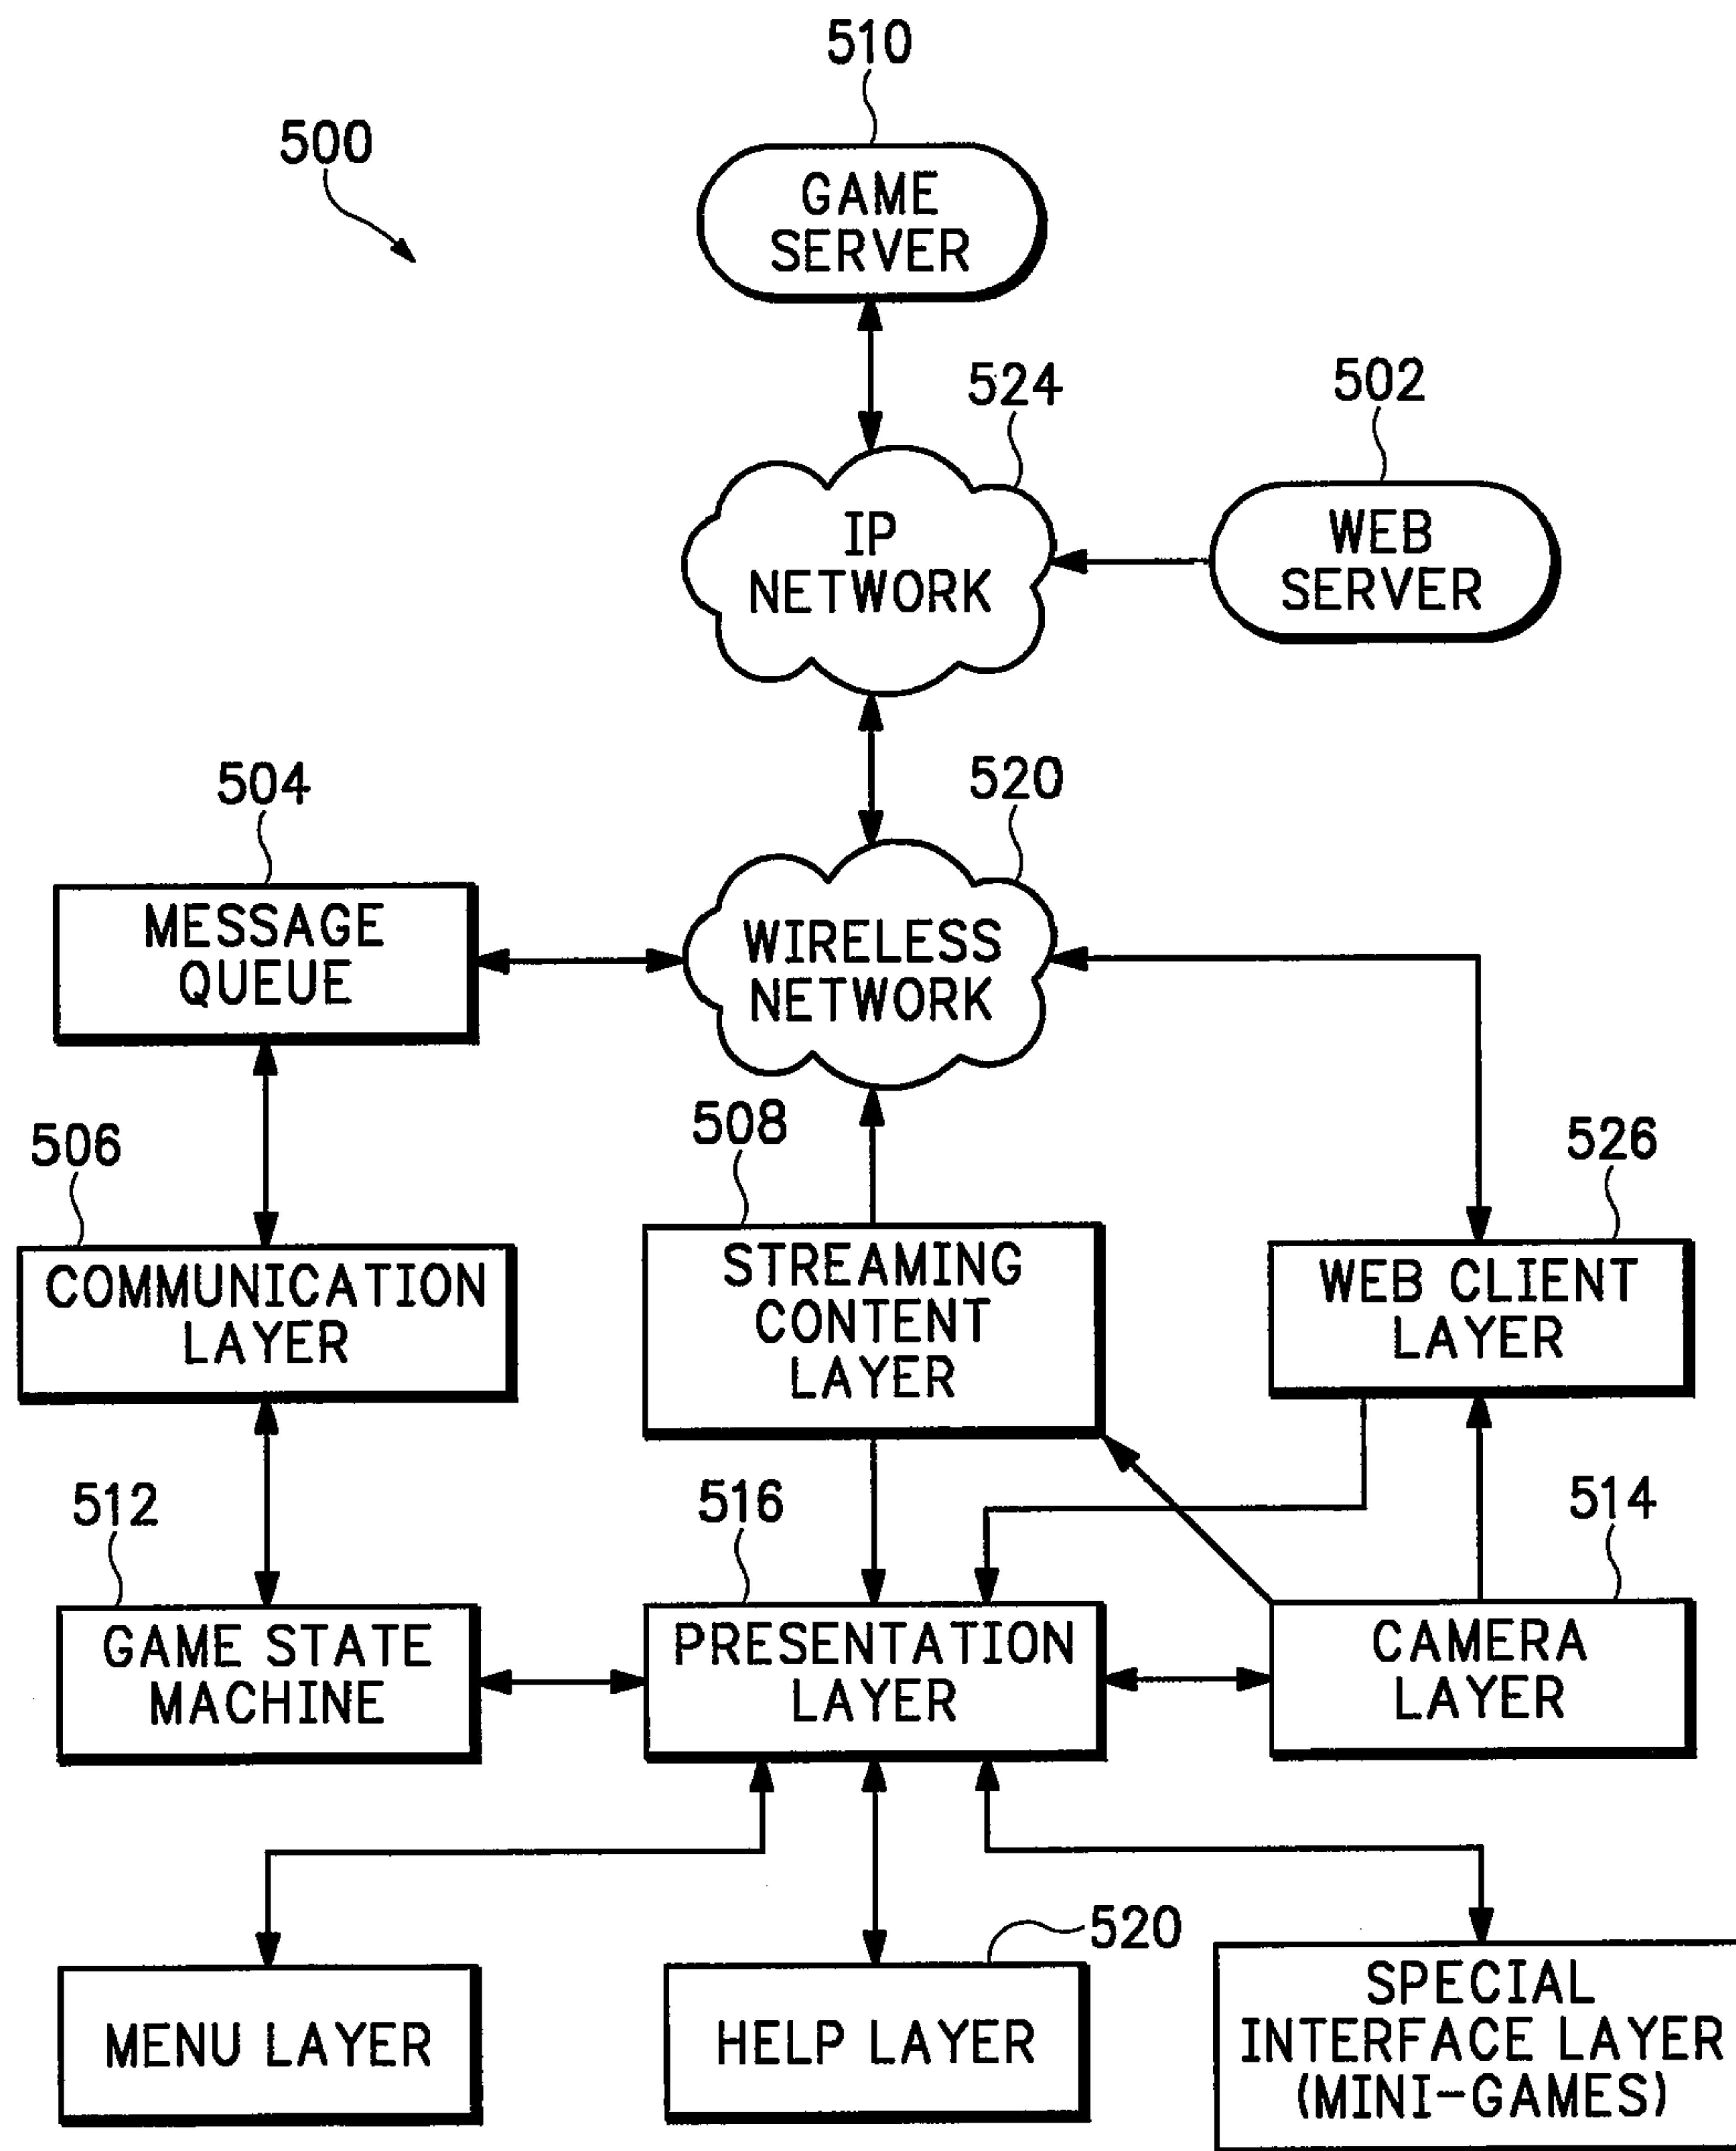 510
500
GAME
SERVER
524
502
IP
NETWORK
WEB
SERVER
504
520
MESSAGE
QUEUE
WIRELESS
NETWORK
506
508
526
COMMUNICATION
LAYER
STREAMING
CONTENT
LAYER
WEB CLIENT
LAYER
512
516
514
GAME STATE
MACHINE
PRESENTATION
LAYER
CAMERA
LAYER
520
MENU LAYER
HELP LAYER
SPECIAL
INTERFACE LAYER
(MINI-GAMES)